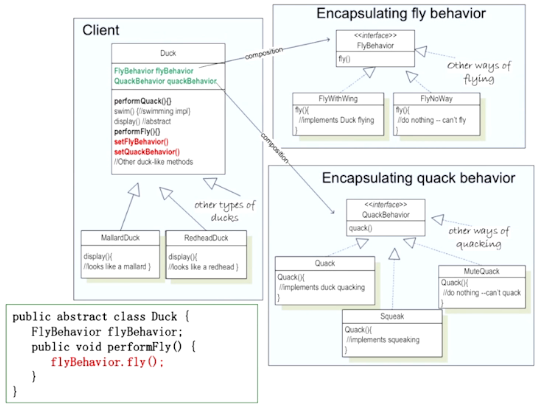 Client
Duck
FlyBehavior flyBehavior
QuackBehavior quackBehavior
performQuack(){}
swim() {//swimming impl}
display() //abstract
performFly(){}
setFlyBehavior()
setQuackBehavior()
//Other duck-like methods
other types of
ducks
MallardDuck
display(){
//looks like a mallard }
RedheadDuck
display(){
//looks like a redhead }
composition
composition
Encapsulating fly behavior
<<interface>>
FlyBehavior
fly()
Other ways of
flying
FlyWithWing
fly(){
//implements Duck flying
}
FlyNoWay
fly(){
//do nothing -- can't fly
}
Encapsulating quack behavior
<<interface>>
QuackBehavior
quack()
other ways of
quacking
Quack
Quack(){
//implements duck quacking
}
Squeak
Quack(){
//implements squeaking
}
MuteQuack
Quack(){
//do nothing --can't quack
}
public abstract class Duck {
FlyBehavior flyBehavior;
public void performFly() {
flyBehavior.fly();
}
}